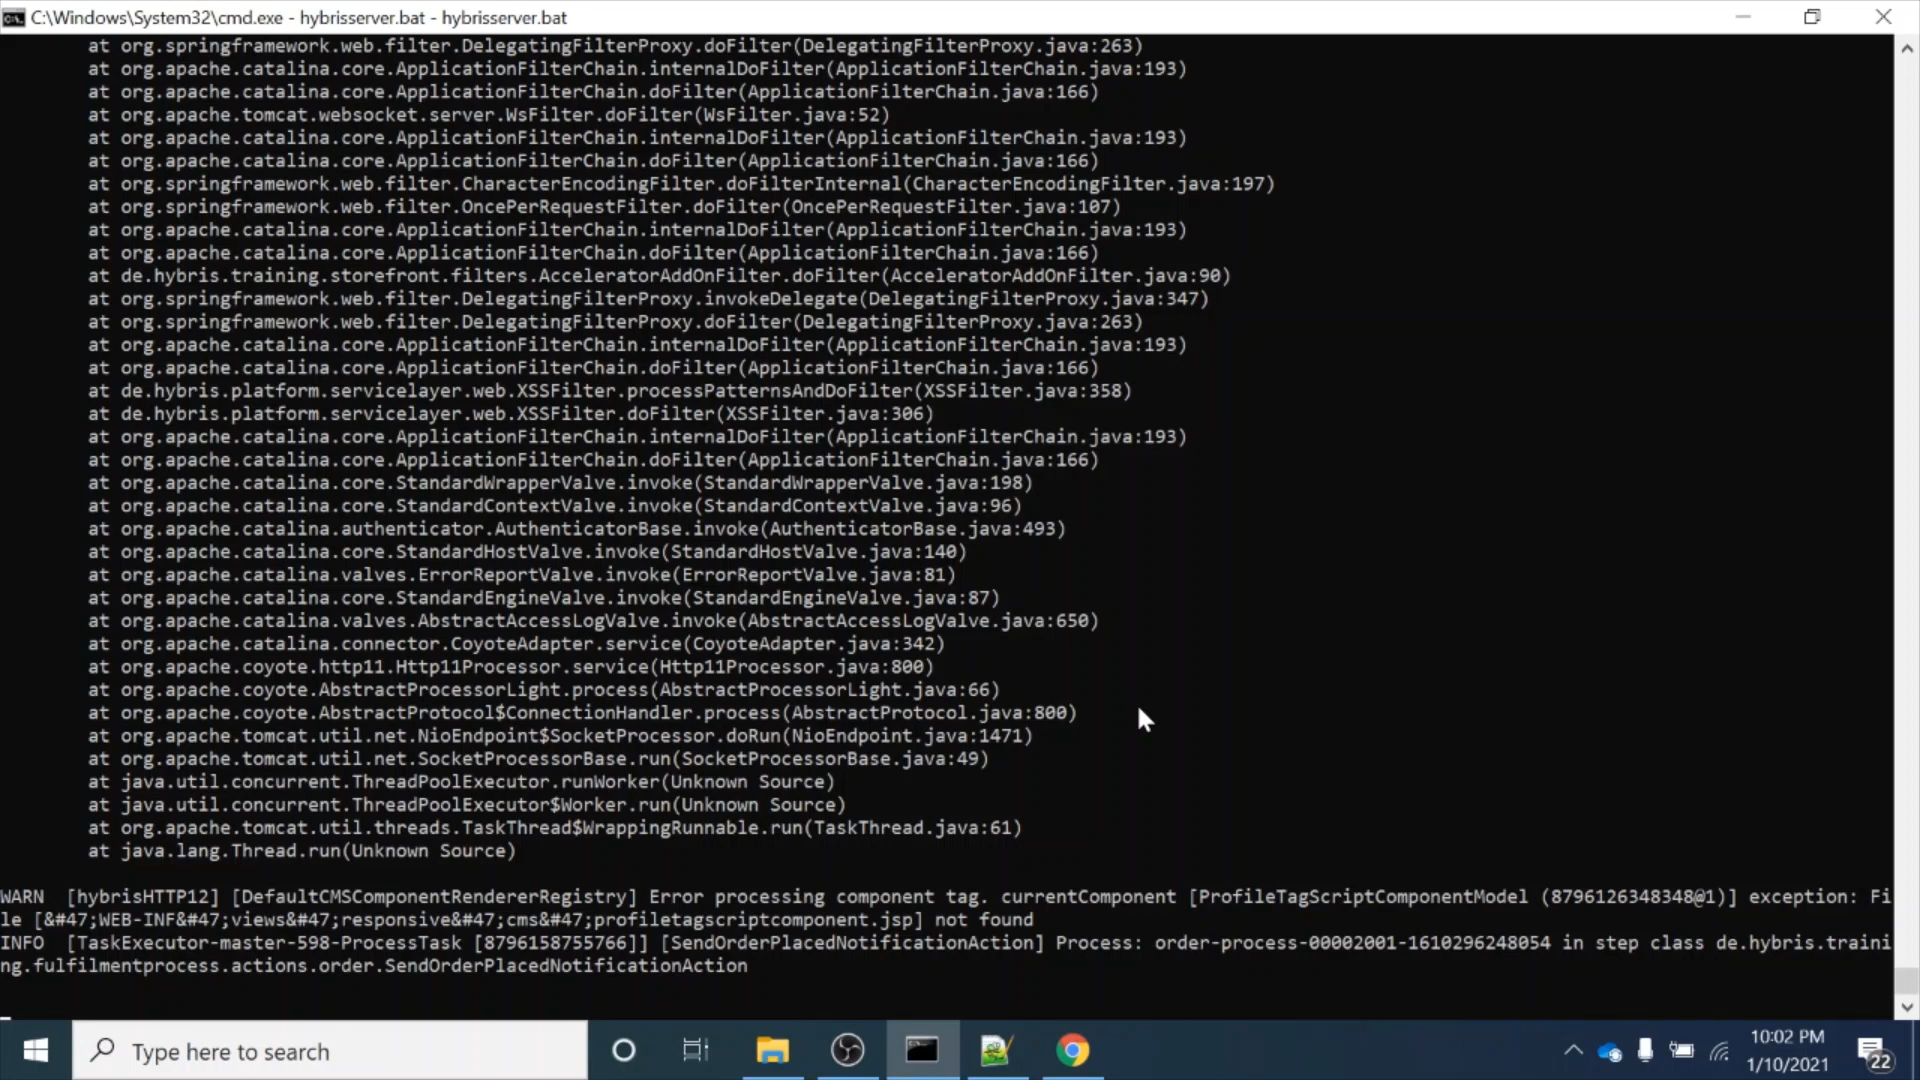 C:\Windows\System32\cmd.exe - hybrisserver.bat - hybrisserver.bat
at org.springframework.web.filter.DelegatingFilterProxy.doFilter(DelegatingFilterProxy.java:263)
at org.apache.catalina.core.ApplicationFilterChain.internalDoFilter(ApplicationFilterChain.java:193)
at org.apache.catalina.core.ApplicationFilterChain.doFilter(ApplicationFilterChain.java:166)
at org.apache.tomcat.websocket.server.WsFilter.doFilter(WsFilter.java:52)
at org.apache.catalina.core.ApplicationFilterChain.internalDoFilter(ApplicationFilterChain.java:193)
at org.apache.catalina.core.ApplicationFilterChain.doFilter(ApplicationFilterChain.java:166)
at org.springframework.web.filter.CharacterEncodingFilter.doFilterInternal(CharacterEncodingFilter.java:197)
at org.springframework.web.filter.OncePerRequestFilter.doFilter(OncePerRequestFilter.java:107)
at org.apache.catalina.core.ApplicationFilterChain.internalDoFilter(ApplicationFilterChain.java:193)
at org.apache.catalina.core.ApplicationFilterChain.doFilter(ApplicationFilterChain.java:166)
at de.hybris.training.storefront.filters.AcceleratorAddOnFilter.doFilter(AcceleratorAddOnFilter.java:90)
at org.springframework.web.filter.DelegatingFilterProxy.invokeDelegate(DelegatingFilterProxy.java:347)
at org.springframework.web.filter.DelegatingFilterProxy.doFilter(DelegatingFilterProxy.java:263)
at org.apache.catalina.core.ApplicationFilterChain.internalDoFilter(ApplicationFilterChain.java:193)
at org.apache.catalina.core.ApplicationFilterChain.doFilter(ApplicationFilterChain.java:166)
at de.hybris.platform.servicelayer.web.XSSFilter.processPatternsAndDoFilter(XSSFilter.java:358)
at de.hybris.platform.servicelayer.web.XSSFilter.doFilter(XSSFilter.java:306)
at org.apache.catalina.core.ApplicationFilterChain.internalDoFilter(ApplicationFilterChain.java:193)
at org.apache.catalina.core.ApplicationFilterChain.doFilter(ApplicationFilterChain.java:166)
at org.apache.catalina.core.StandardWrapperValve.invoke(StandardWrapperValve.java:198)
at org.apache.catalina.core.StandardContextValve.invoke(StandardContextValve.java:96)
at org.apache.catalina.authenticator.AuthenticatorBase.invoke(AuthenticatorBase.java:493)
at org.apache.catalina.core.StandardHostValve.invoke(StandardHostValve.java:140)
at org.apache.catalina.valves.ErrorReportValve.invoke(ErrorReportValve.java:81)
at org.apache.catalina.core.StandardEngineValve.invoke(StandardEngineValve.java:87)
at org.apache.catalina.valves.AbstractAccessLogValve.invoke(AbstractAccessLogValve.java:650)
at org.apache.catalina.connector.CoyoteAdapter.service(CoyoteAdapter.java:342)
at org.apache.coyote.http11.Http11Processor.service(Http11Processor.java:800)
at org.apache.coyote.AbstractProcessorLight.process(AbstractProcessorLight.java:66)
at org.apache.coyote.AbstractProtocol$ConnectionHandler.process(AbstractProtocol.java:800)
at org.apache.tomcat.util.net.NioEndpoint$SocketProcessor.doRun(NioEndpoint.java:1471)
at org.apache.tomcat.util.net.SocketProcessorBase.run(SocketProcessorBase.java:49)
at java.util.concurrent.ThreadPoolExecutor.runWorker(Unknown Source)
at java.util.concurrent.ThreadPoolExecutor$Worker.run(Unknown Source)
at org.apache.tomcat.util.threads.TaskThread$WrappingRunnable.run(TaskThread.java:61)
at java.lang.Thread.run(Unknown Source)
WARN  [hybrisHTTP12] [DefaultCMSComponentRendererRegistry] Error processing component tag. currentComponent [ProfileTagScriptComponentModel (8796126348348@1)] exception: Fi
le [&#47;WEB-INF&#47;views&#47;responsive&#47;cms&#47;profiletagscriptcomponent.jsp] not found
INFO  [TaskExecutor-master-598-ProcessTask [8796158755766]] [SendOrderPlacedNotificationAction] Process: order-process-00002001-1610296248054 in step class de.hybris.traini
ng.fulfilmentprocess.actions.order.SendOrderPlacedNotificationAction
Type here to search
10:02 PM
1/10/2021
22